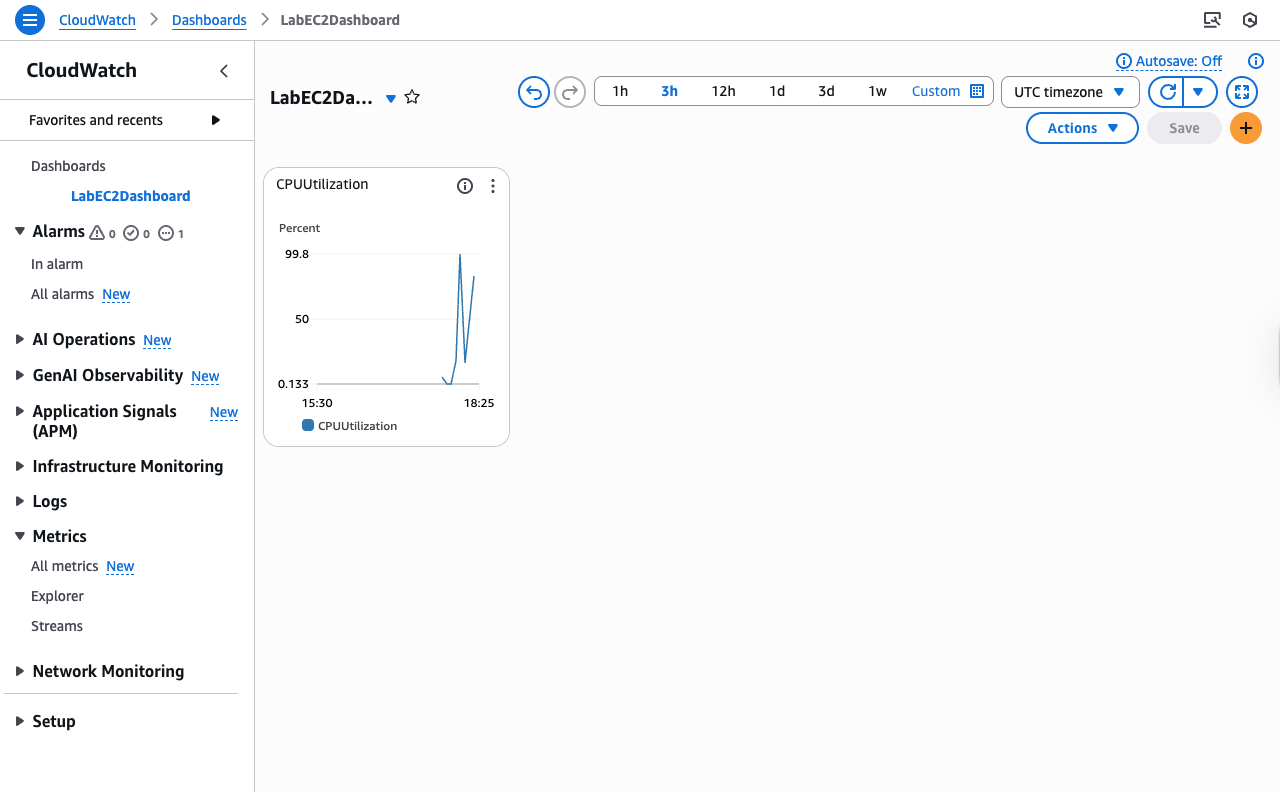 CloudWatch
Dashboards
LabEC2Dashboard
CloudWatch
Favorites and recents
Dashboards
LabEC2Dashboard
Alarms 0 0 1
In alarm
All alarms New
AI Operations New
GenAI Observability New
Application Signals New
(APM)
Infrastructure Monitoring
Logs
Metrics
All metrics New
Explorer
Streams
Network Monitoring
Setup
Autosave: Off
LabEC2Da...
1h 3h 12h 1d 3d 1w Custom
UTC timezone
Actions
Save
CPUUtilization
Percent
99.8
50
0.133
15:30 18:25
CPUUtilization